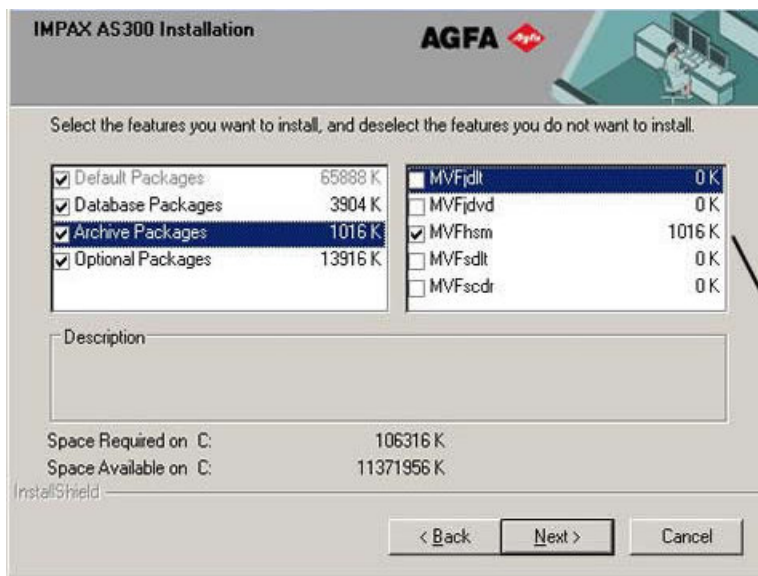 IMPAX AS300 Installation
AGFA
Agfa
Select the features you want to install, and deselect the features you do not want to install.
Default Packages 65888 K
Database Packages 3904 K
Archive Packages 1016 K
Optional Packages 13916 K
MVFjdlt 0 K
MVFjdvd 0 K
MVFhsm 1016 K
MVFsdlt 0 K
MVFscdr 0 K
Description
Space Required on C: 106316 K
Space Available on C: 11371956 K
InstallShield
< Back
Next >
Cancel